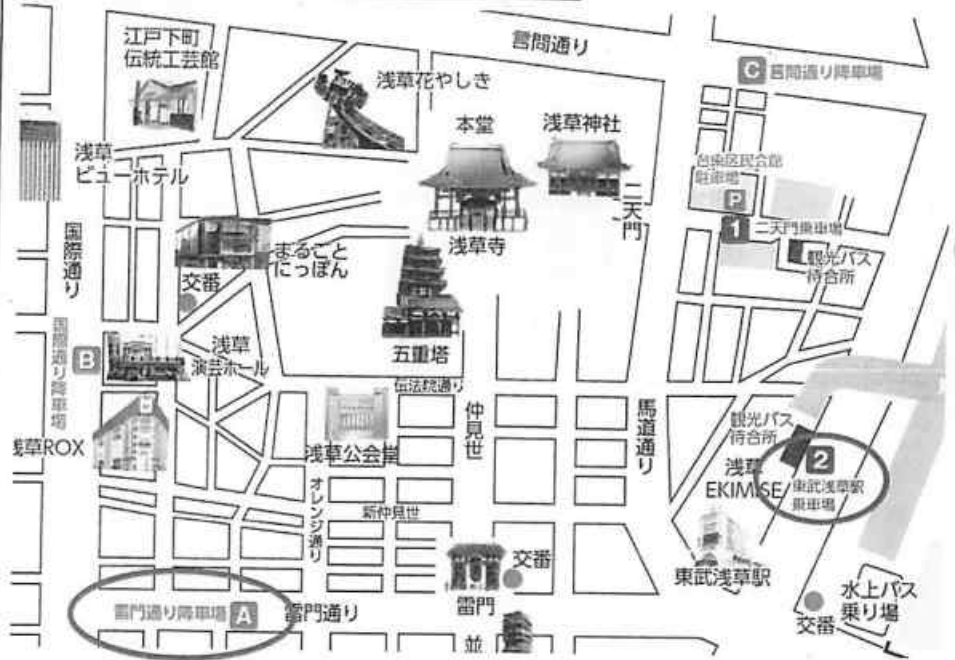 言問通り
江戸下町
伝統工芸館
浅草花やしき
C 言問通り降車場
浅草
ビューホテル
本堂
浅草神社
台東区民会館
駐車場
P
二天門
1 二天門乗車場
浅草寺
国際通り
まるごと
にっぽん
観光バス
待合所
交番
国際通り降車場
B
浅草
演芸ホール
五重塔
伝法院通り
仲見世
馬道通り
浅草ROX
浅草公会堂
観光バス
待合所
2
浅草
EKIMISE
東武浅草駅
乗車場
オレンジ通り
新仲見世
交番
東武浅草駅
雷門通り降車場 A
雷門通り
雷門
水上バス
乗り場
交番
並